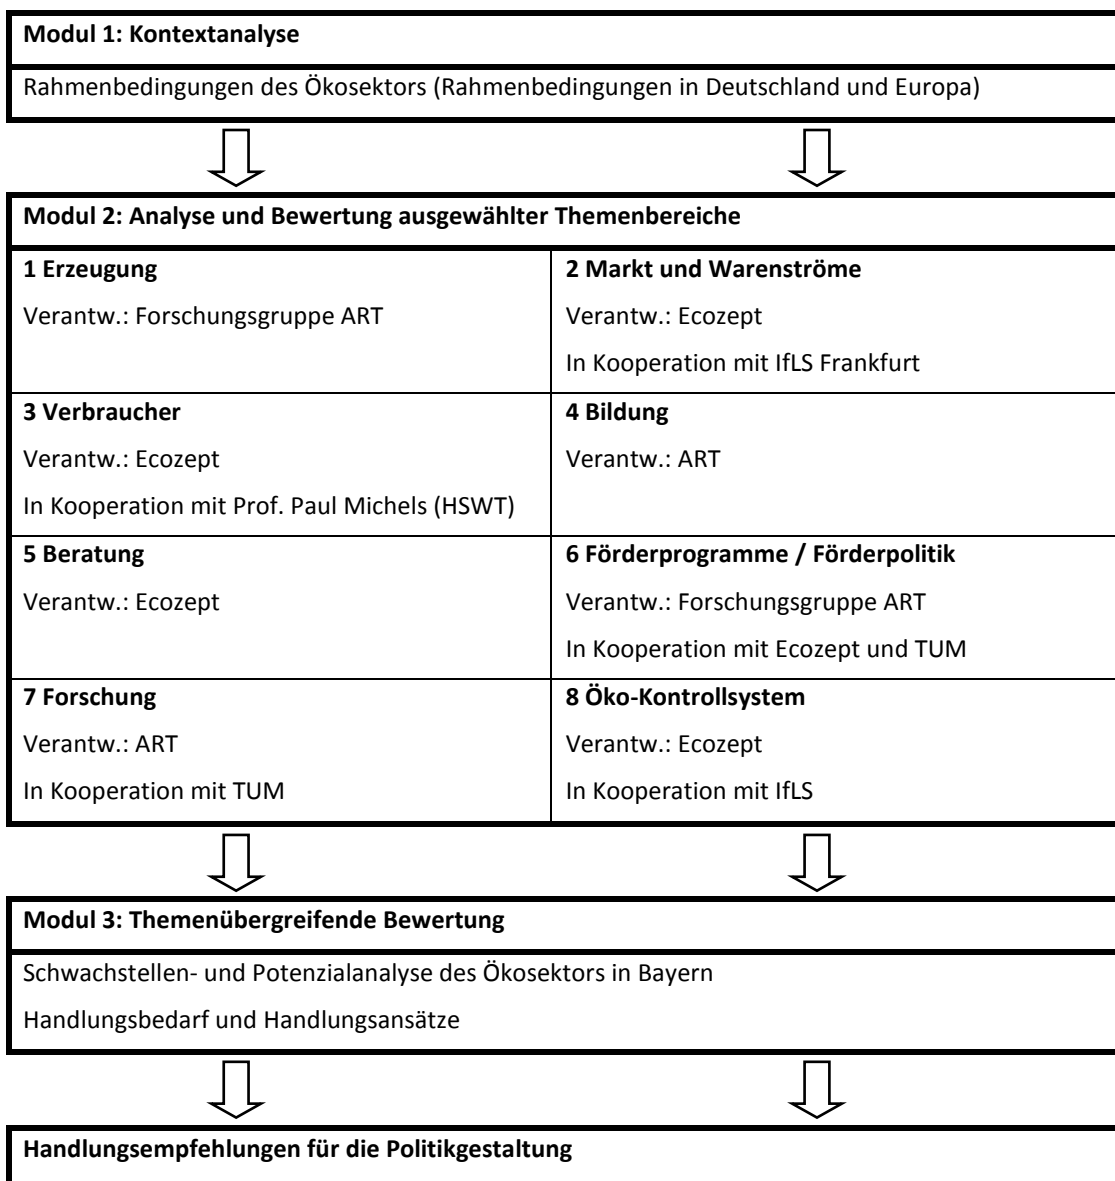 Modul 1: Kontextanalyse
Rahmenbedingungen des Ökosektors (Rahmenbedingungen in Deutschland und Europa)
Modul 2: Analyse und Bewertung ausgewählter Themenbereiche
1 Erzeugung
Verantw.: Forschungsgruppe ART
2 Markt und Warenströme
Verantw.: Ecozept
In Kooperation mit IfLS Frankfurt
3 Verbraucher
Verantw.: Ecozept
In Kooperation mit Prof. Paul Michels (HSWT)
4 Bildung
Verantw.: ART
5 Beratung
Verantw.: Ecozept
6 Förderprogramme / Förderpolitik
Verantw.: Forschungsgruppe ART
In Kooperation mit Ecozept und TUM
7 Forschung
Verantw.: ART
In Kooperation mit TUM
8 Öko-Kontrollsystem
Verantw.: Ecozept
In Kooperation mit IfLS
Modul 3: Themenübergreifende Bewertung
Schwachstellen- und Potenzialanalyse des Ökosektors in Bayern
Handlungsbedarf und Handlungsansätze
Handlungsempfehlungen für die Politikgestaltung